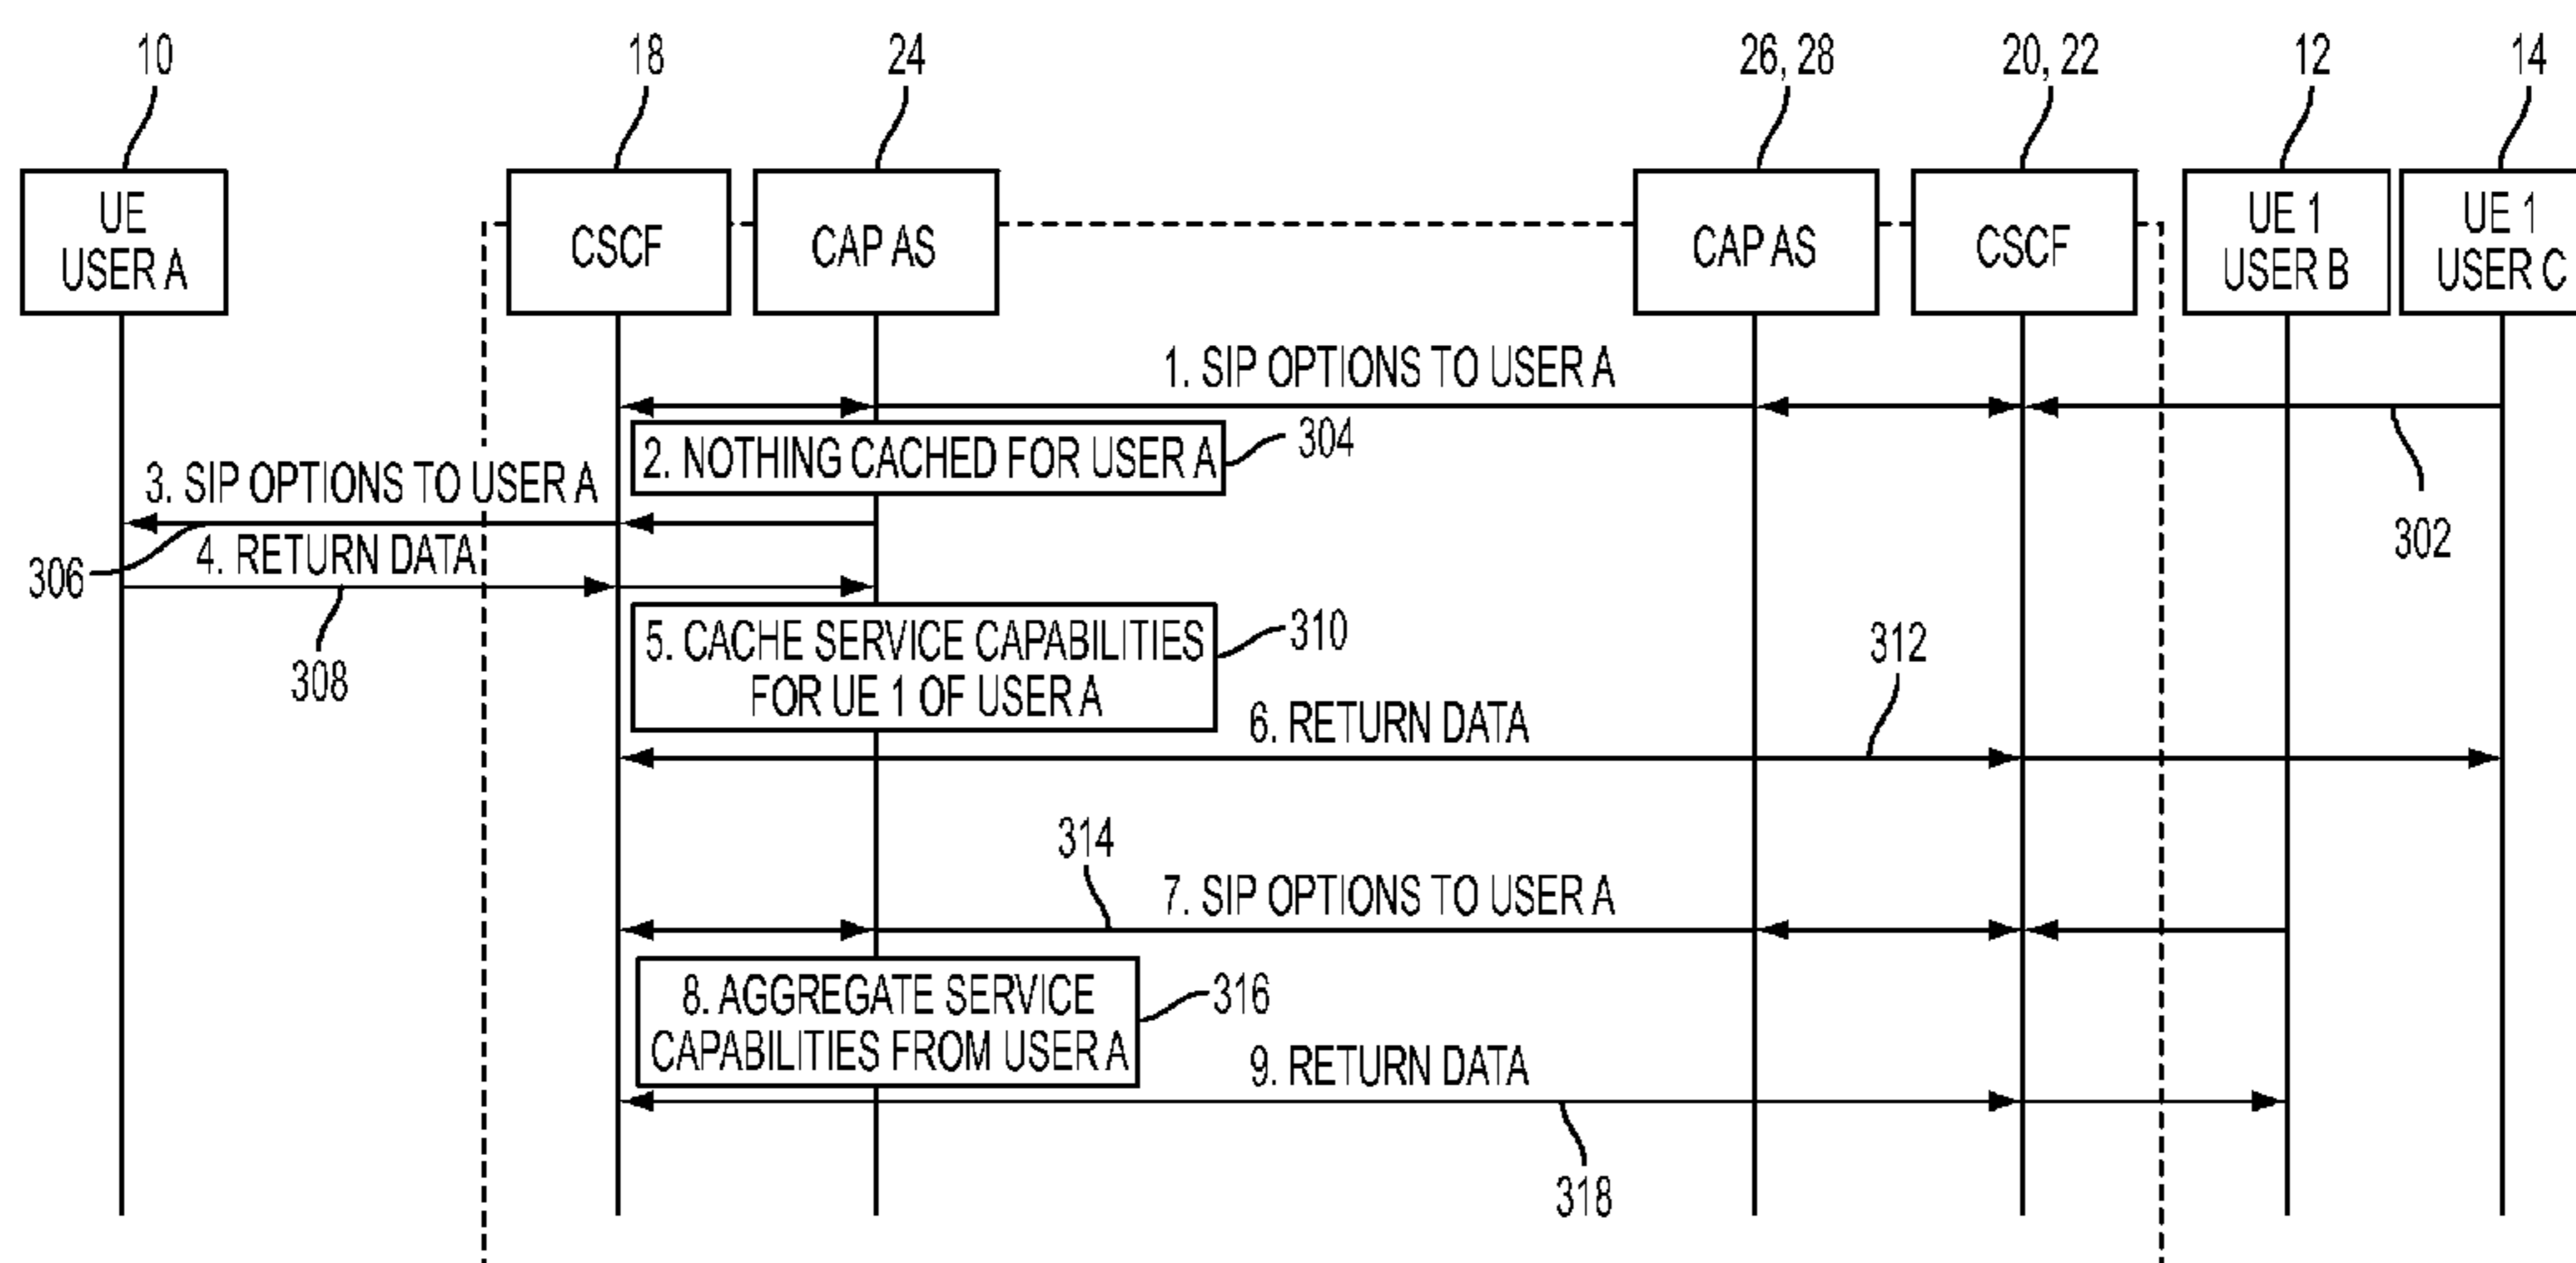 10
18
24
26, 28
20, 22
12
14
UE
USER A
CSCF
CAP AS
CAP AS
CSCF
UE 1
USER B
UE 1
USER C
1. SIP OPTIONS TO USER A
2. NOTHING CACHED FOR USER A
304
3. SIP OPTIONS TO USER A
302
306
4. RETURN DATA
308
5. CACHE SERVICE CAPABILITIES
FOR UE 1 OF USER A
310
312
6. RETURN DATA
314
7. SIP OPTIONS TO USER A
8. AGGREGATE SERVICE
CAPABILITIES FROM USER A
316
9. RETURN DATA
318